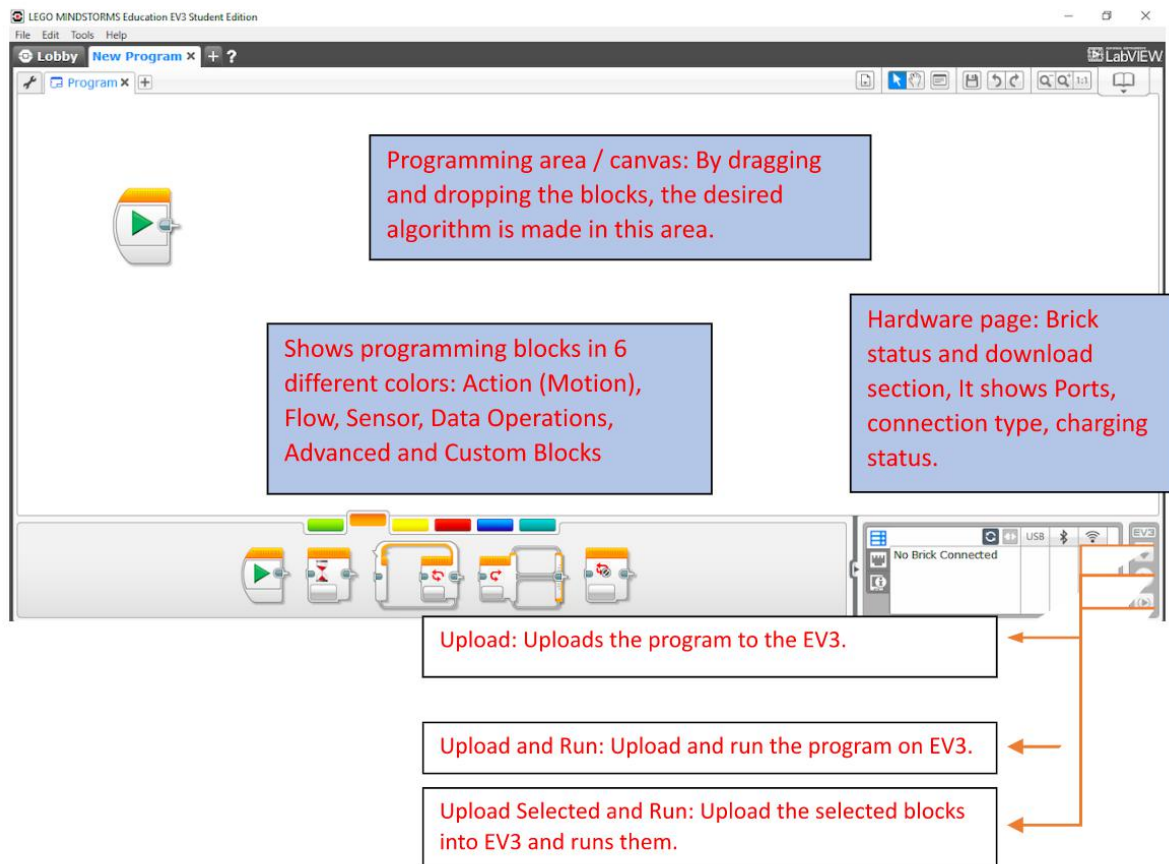 LEGO MINDSTORMS Education EV3 Student Edition
File Edit Tools Help
Lobby New Program × + ?
LabVIEW
Program × +
1:1
Programming area / canvas: By dragging
and dropping the blocks, the desired
algorithm is made in this area.
Shows programming blocks in 6
different colors: Action (Motion),
Flow, Sensor, Data Operations,
Advanced and Custom Blocks
Hardware page: Brick
status and download
section, It shows Ports,
connection type, charging
status.
USB
EV3
No Brick Connected
Upload: Uploads the program to the EV3.
Upload and Run: Upload and run the program on EV3.
Upload Selected and Run: Upload the selected blocks
into EV3 and runs them.